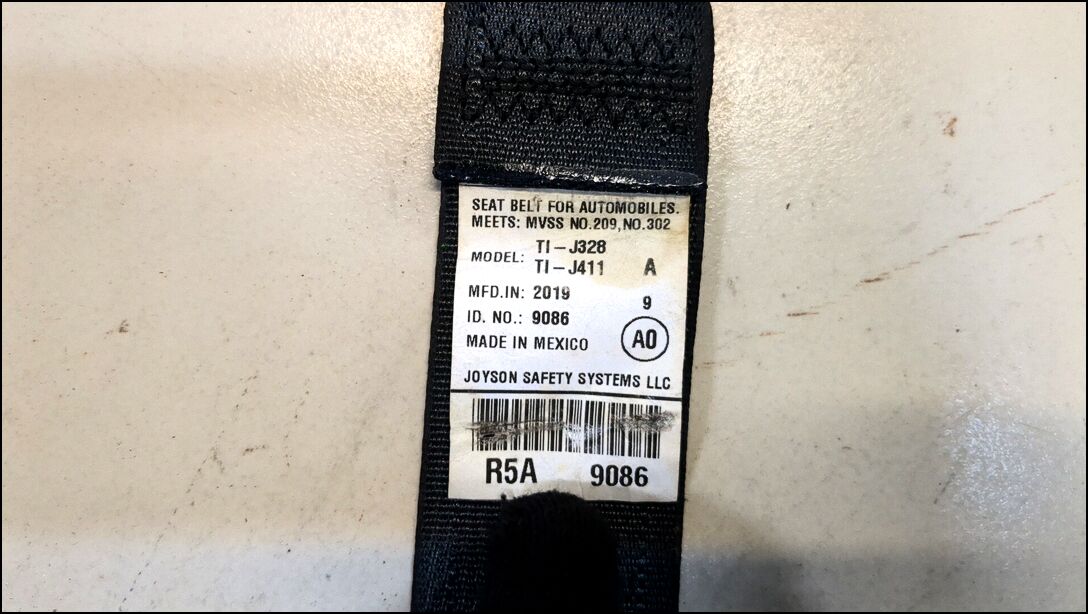 SEAT BELT FOR AUTOMOBILES.
MEETS: MVSS NO.209, NO.302
MODEL: TI-J328
TI-J411 A
MFD.IN: 2019 9
ID. NO.: 9086
MADE IN MEXICO A0
JOYSON SAFETY SYSTEMS LLC
R5A 9086